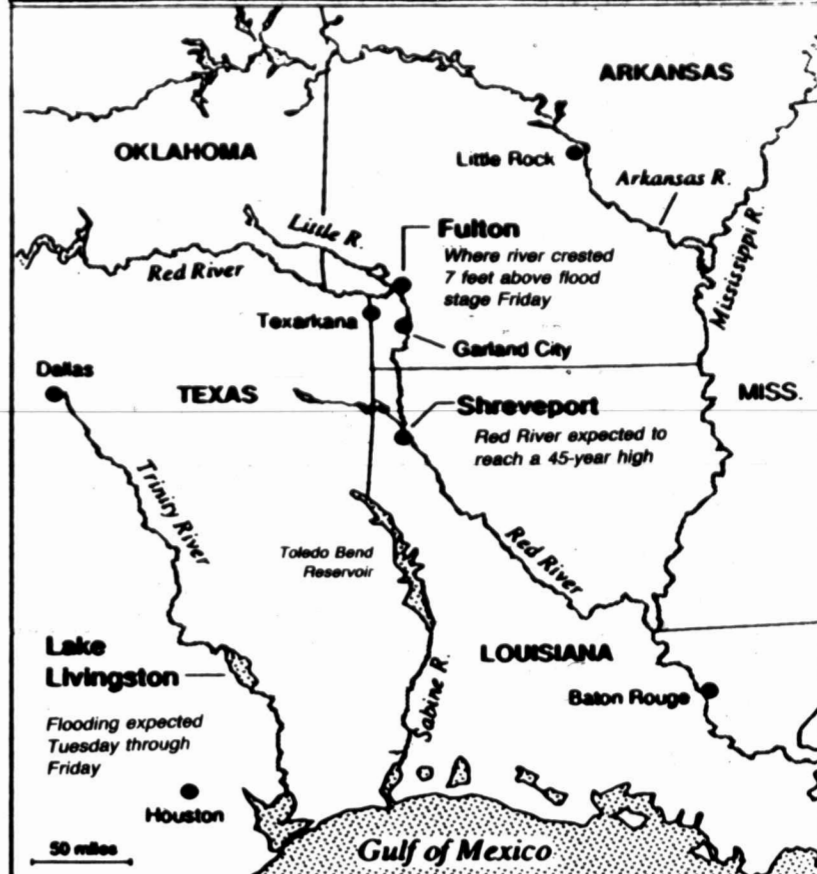 ARKANSAS
OKLAHOMA
Little Rock
Arkansas R.
Mississippi R.
Little R.
Red River
Fulton
Where river crested
7 feet above flood
stage Friday
Texarkana
Garland City
Dallas
TEXAS
MISS.
Shreveport
Red River expected to
reach a 45-year high
Trinity River
Toledo Bend
Reservoir
Red River
Lake
Livingston
LOUISIANA
Sabine R.
Baton Rouge
Flooding expected
Tuesday through
Friday
Houston
50 miles
Gulf of Mexico